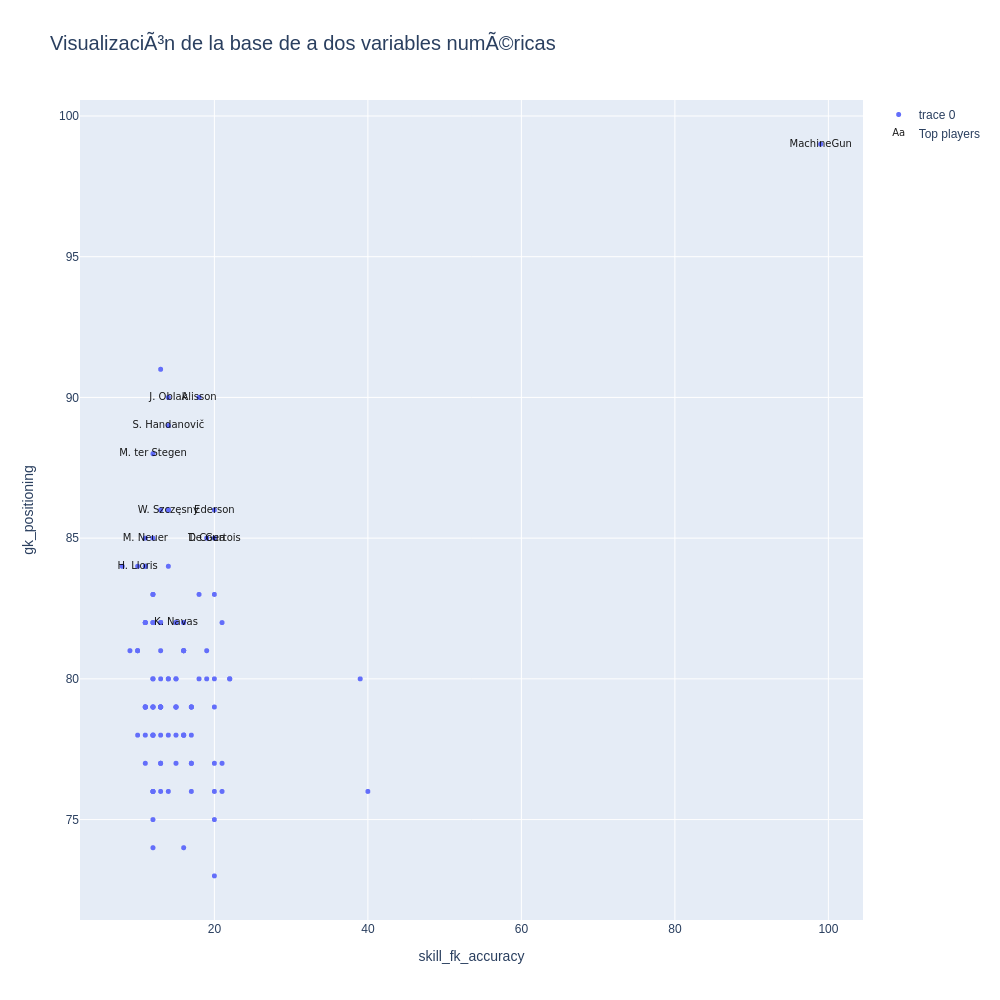 VisualizaciÃ³n de la base de a dos variables numÃ©ricas
trace 0
Aa Top players
100
95
90
85
80
75
gk_positioning
MachineGun
J. Oblak
Alisson
S. Handanovič
M. ter Stegen
W. Szczęsny
Ederson
M. Neuer
De Gea
T. Courtois
H. Lloris
K. Navas
20
40
60
80
100
skill_fk_accuracy